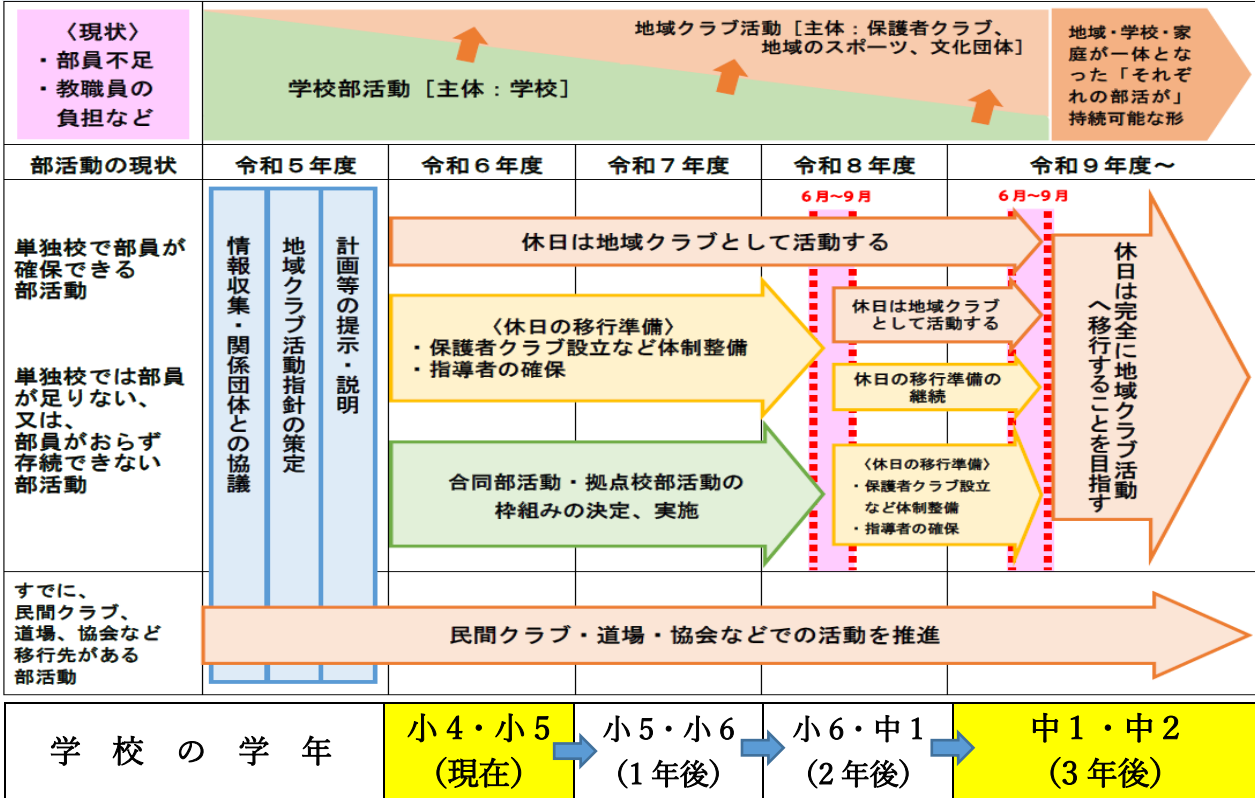 〈現状〉
・部員不足
・教職員の
負担など
学校部活動［主体：学校］
地域クラブ活動［主体：保護者クラブ、
地域のスポーツ、文化団体］
地域・学校・家
庭が一体とな
った「それぞ
れの部活が」
持続可能な形
部活動の現状
令和５年度
令和６年度
令和７年度
令和８年度
令和９年度～
単独校で部員が
確保できる
部活動
単独校では部員
が足りない、
又は、
部員がおらず
存続できない
部活動
情報収集・関係団体との協議
地域クラブ活動指針の策定
計画等の提示・説明
６月～９月
６月～９月
休日は地域クラブとして活動する
〈休日の移行準備〉
・保護者クラブ設立など体制整備
・指導者の確保
休日は地域クラブ
として活動する
休日の移行準備の
継続
合同部活動・拠点校部活動の
枠組みの決定、実施
〈休日の移行準備〉
・保護者クラブ設立
など体制整備
・指導者の確保
休日は完全に地域クラブ活動
へ移行することを目指す
すでに、
民間クラブ、
道場、協会など
移行先がある
部活動
民間クラブ・道場・協会などでの活動を推進
学校の学年
小４・小５
（現在）
小５・小６
（１年後）
小６・中１
（２年後）
中１・中２
（３年後）